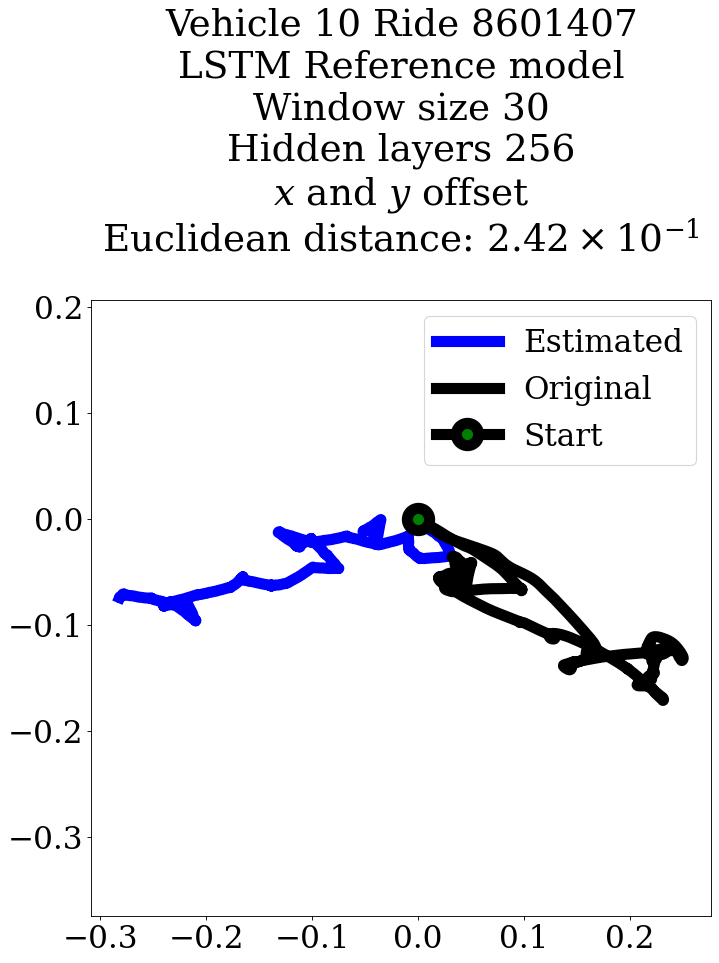 Vehicle 10 Ride 8601407
LSTM Reference model
Window size 30
Hidden layers 256
x and y offset
Euclidean distance: 2.42 × 10⁻¹
0.2
Estimated
Original
Start
0.1
0.0
−0.1
−0.2
−0.3
−0.3 −0.2 −0.1 0.0 0.1 0.2